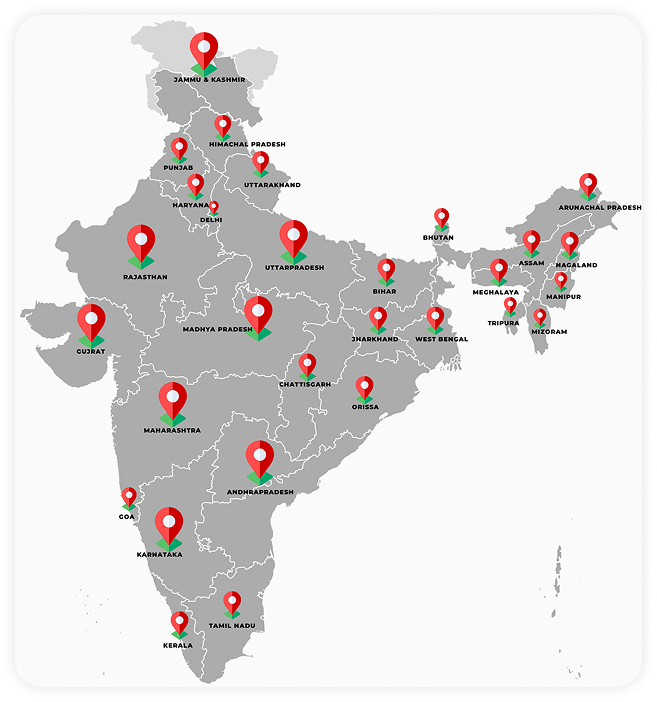 JAMMU & KASHMIR
HIMACHAL PRADESH
PUNJAB
UTTARAKHAND
HARYANA
ARUNACHAL PRADESH
DELHI
BHUTAN
ASSAM
NAGALAND
UTTARPRADESH
RAJASTHAN
BIHAR
MEGHALAYA
MANIPUR
TRIPURA
MIZORAM
MADHYA PRADESH
JHARKHAND
WEST BENGAL
GUJRAT
CHATTISGARH
ORISSA
MAHARASHTRA
ANDHRAPRADESH
GOA
KARNATAKA
TAMIL NADU
KERALA